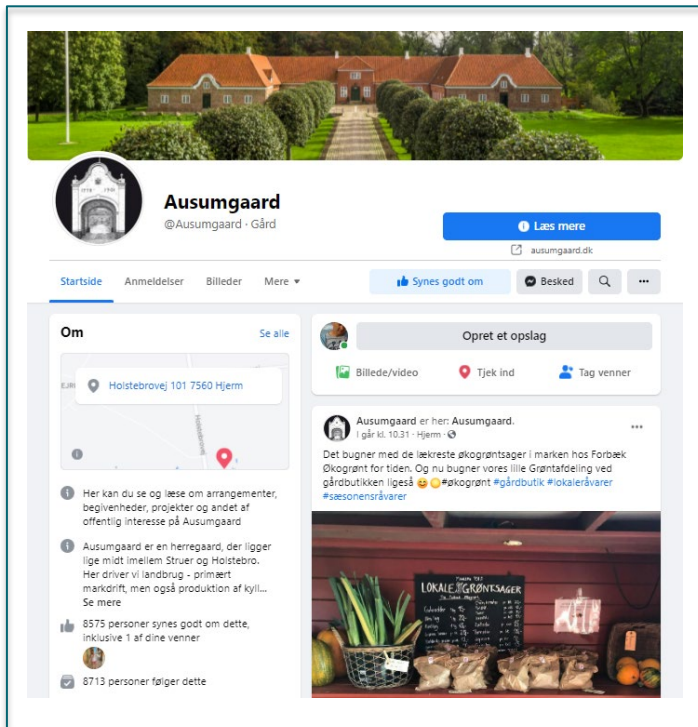 Ausumgaard
@Ausumgaard · Gård
Læs mere
ausumgaard.dk
Startside Anmeldelser Billeder Mere
Synes godt om Besked
Om Se alle
Holstebrovej 101 7560 Hjerm
Holstebrovej
Her kan du se og læse om arrangementer,
begivenheder, projekter og andet af
offentlig interesse på Ausumgaard
Ausumgaard er en herregaard, der ligger
lige midt imellem Struer og Holstebro.
Her driver vi landbrug - primært
markdrift, men også produktion af kyll...
Se mere
8575 personer synes godt om dette,
inklusive 1 af dine venner
8713 personer følger dette
Opret et opslag
Billede/video Tjek ind Tag venner
Ausumgaard er her: Ausumgaard.
I går kl. 10.31 · Hjerm ·
Det bugner med de lækreste økogrøntsager i marken hos Forbæk
Økogrønt for tiden. Og nu bugner vores lille Grøntafdeling ved
gårdbutikken ligeså 😋🌞#økogrønt #gårdbutik #lokaleråvarer
#sæsonensråvarer
LOKALE GRØNTSAGER